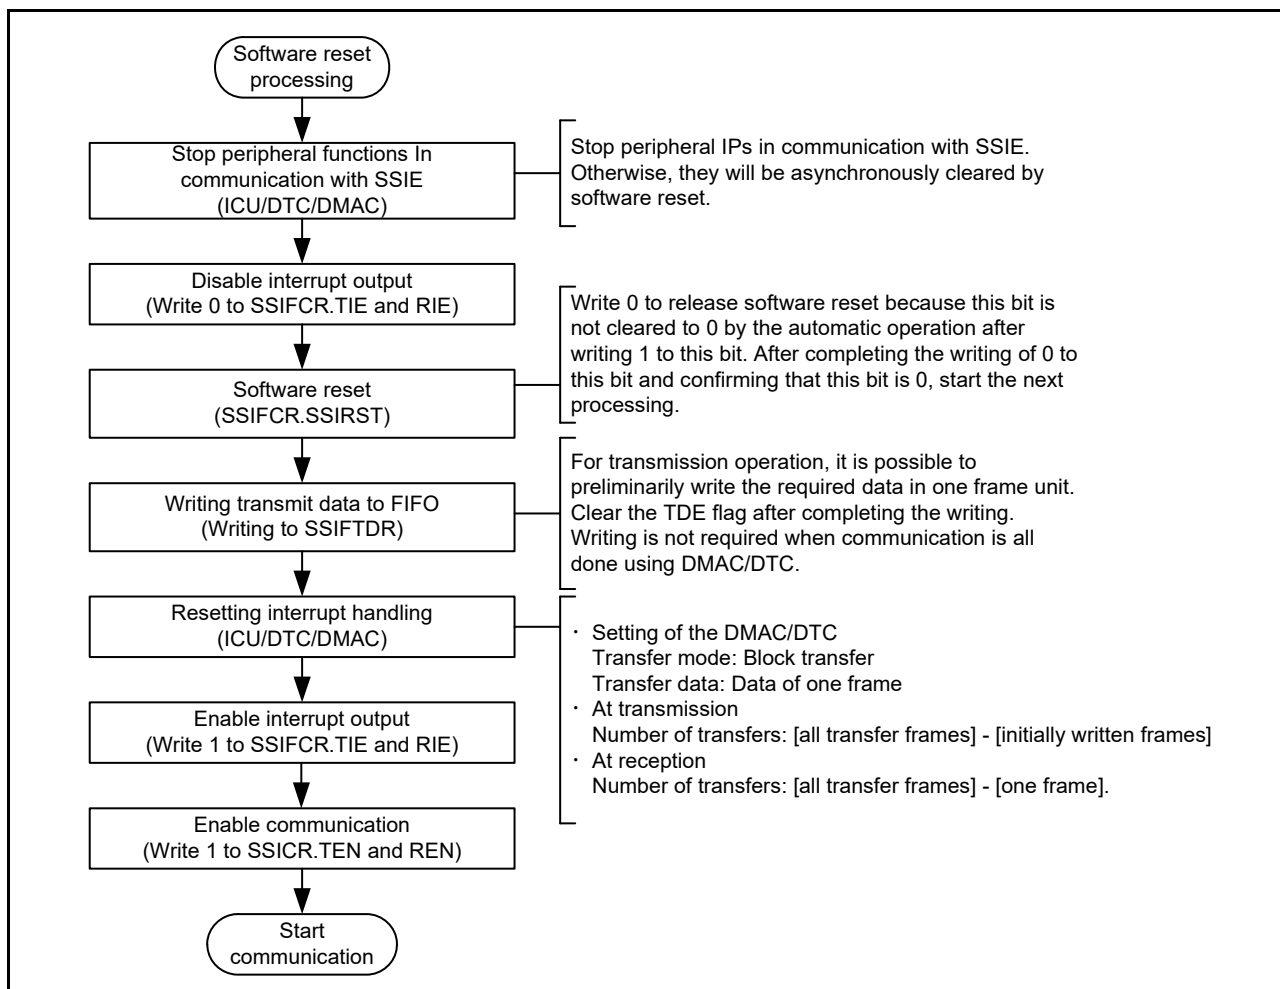 Software reset
processing
Stop peripheral functions In
communication with SSIE
(ICU/DTC/DMAC)
Stop peripheral IPs in communication with SSIE.
Otherwise, they will be asynchronously cleared by
software reset.
Disable interrupt output
(Write 0 to SSIFCR.TIE and RIE)
Software reset
(SSIFCR.SSIRST)
Write 0 to release software reset because this bit is
not cleared to 0 by the automatic operation after
writing 1 to this bit. After completing the writing of 0 to
this bit and confirming that this bit is 0, start the next
processing.
Writing transmit data to FIFO
(Writing to SSIFTDR)
For transmission operation, it is possible to
preliminarily write the required data in one frame unit.
Clear the TDE flag after completing the writing.
Writing is not required when communication is all
done using DMAC/DTC.
Resetting interrupt handling
(ICU/DTC/DMAC)
・ Setting of the DMAC/DTC
Transfer mode: Block transfer
Transfer data: Data of one frame
・ At transmission
Number of transfers: [all transfer frames] - [initially written frames]
・ At reception
Number of transfers: [all transfer frames] - [one frame].
Enable interrupt output
(Write 1 to SSIFCR.TIE and RIE)
Enable communication
(Write 1 to SSICR.TEN and REN)
Start
communication